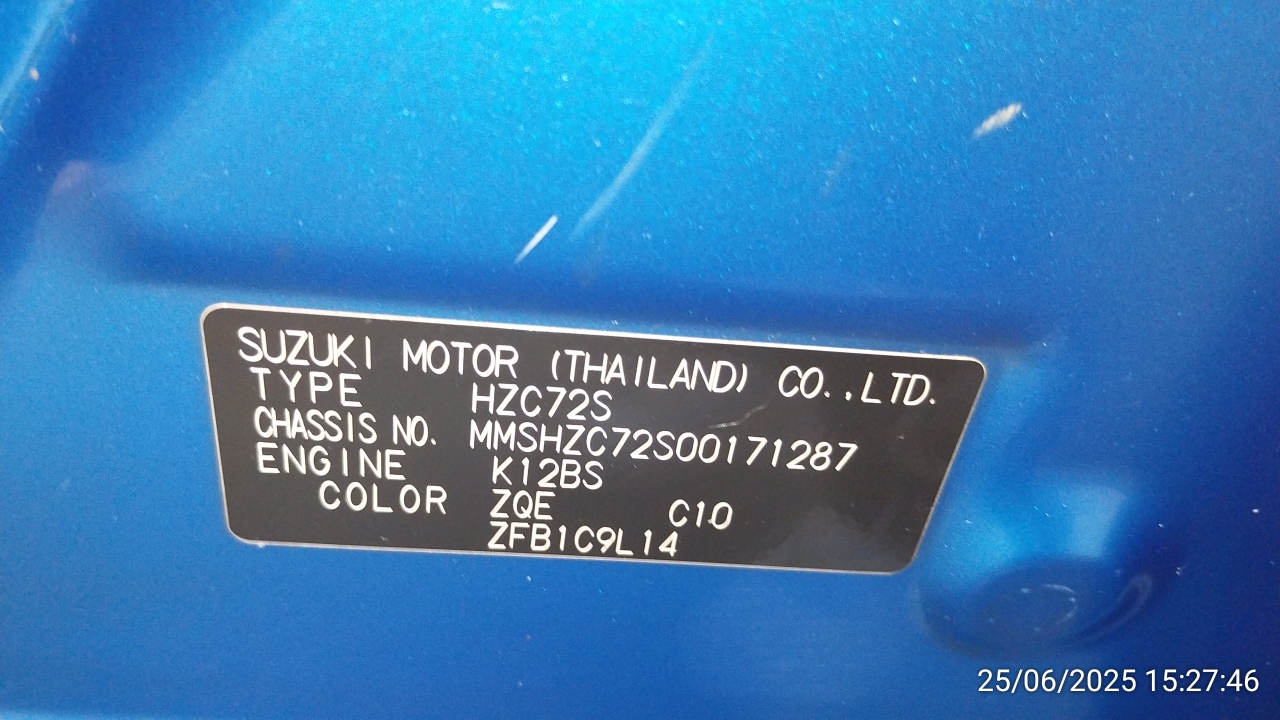 SUZUKI MOTOR (THAILAND) CO.,LTD.
TYPE HZC72S
CHASSIS NO. MMSHZC72S00171287
ENGINE K12BS
COLOR ZQE C10
ZFB1C9L14
25/06/2025 15:27:46